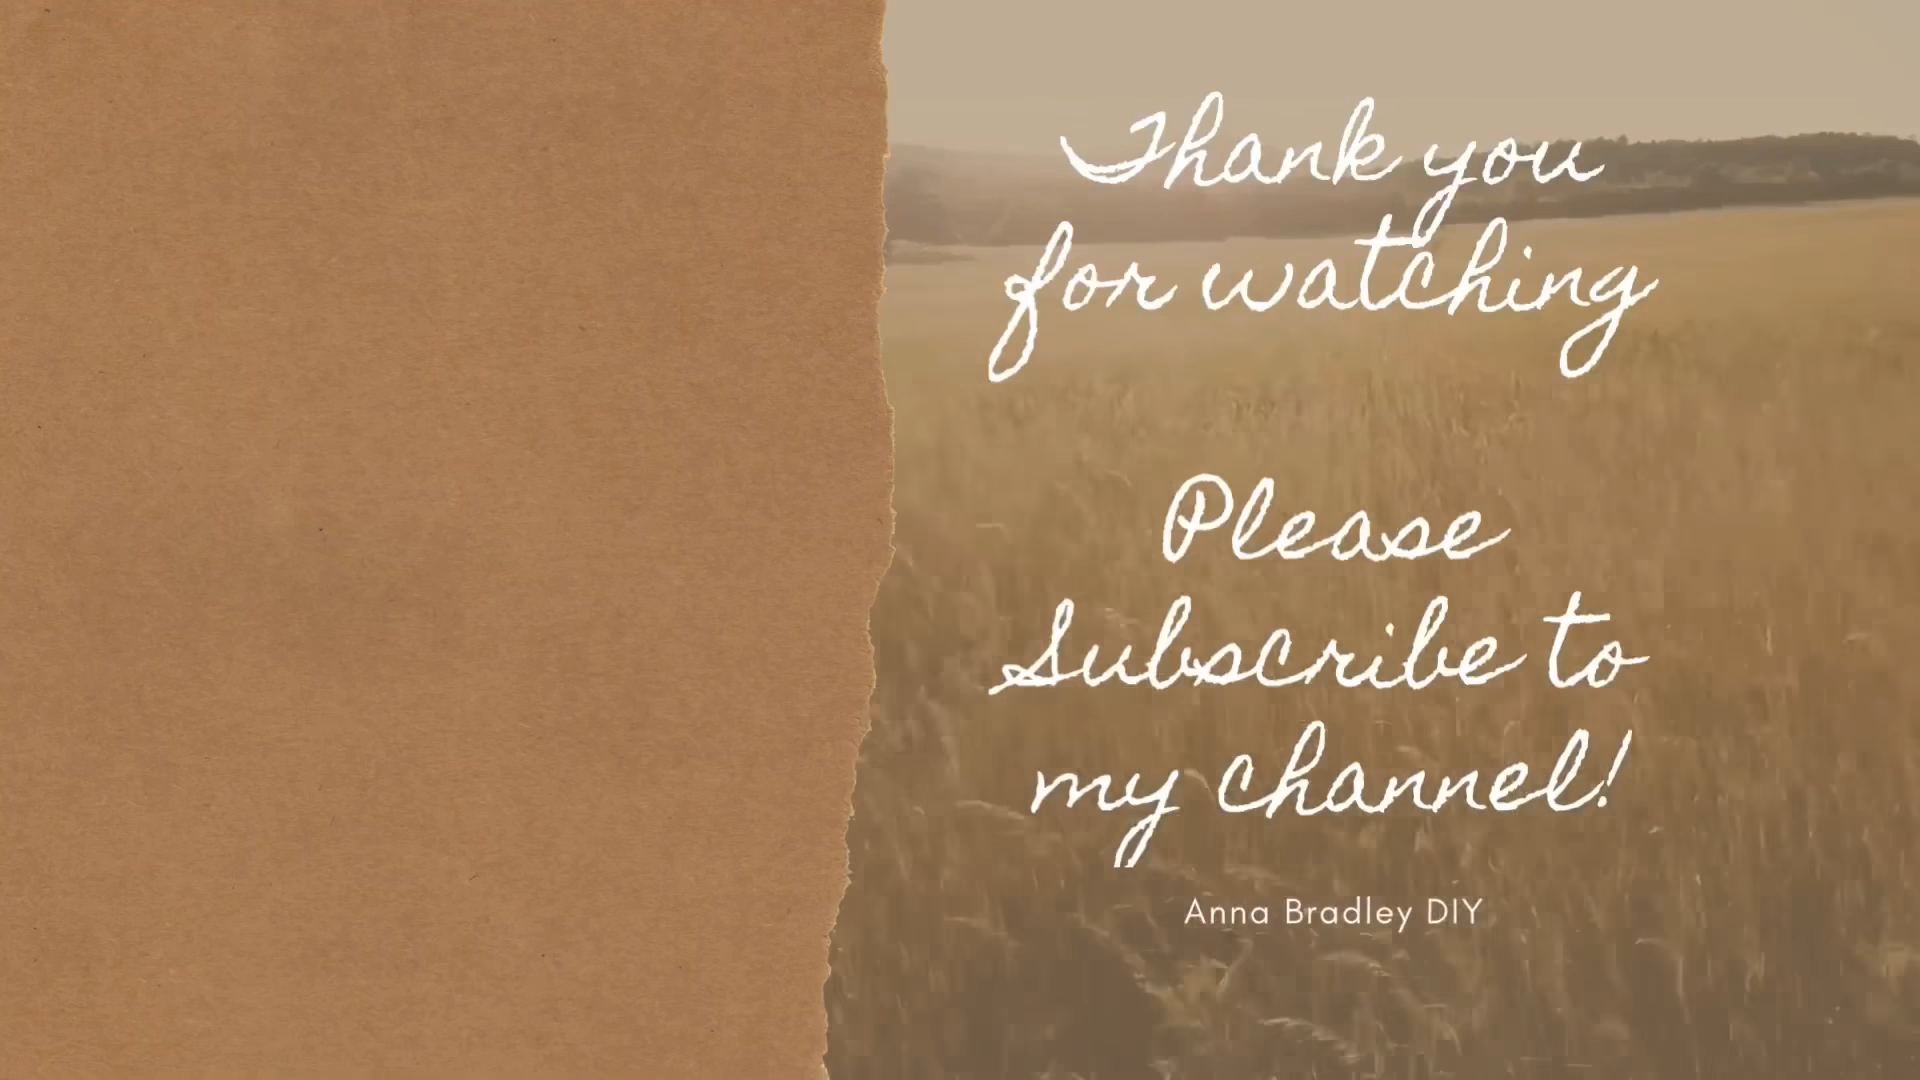 Thank you
for watching
Please
Subscribe to
my channel!
Anna Bradley DIY